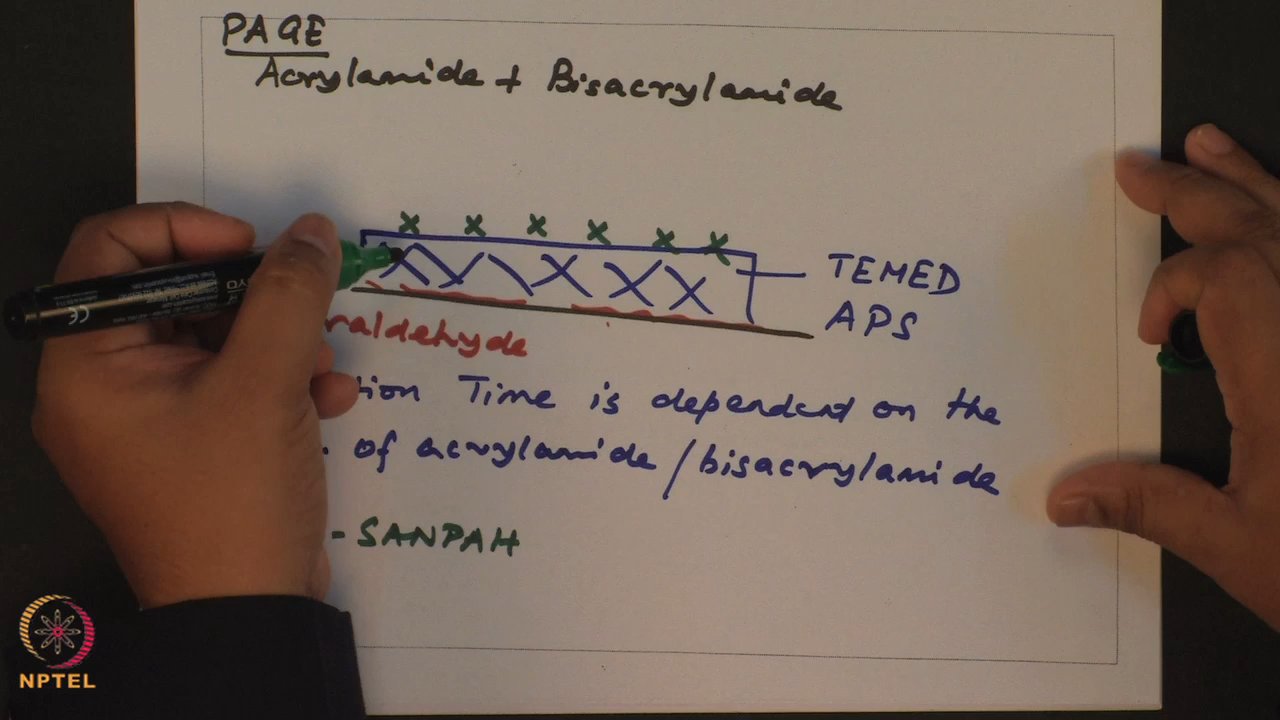 PAGE
Acrylamide + Bisacrylamide
TEMED
APS
raldehyde
tion Time is dependent on the
. of acrylamide / bisacrylamide
- SANPAH
NPTEL